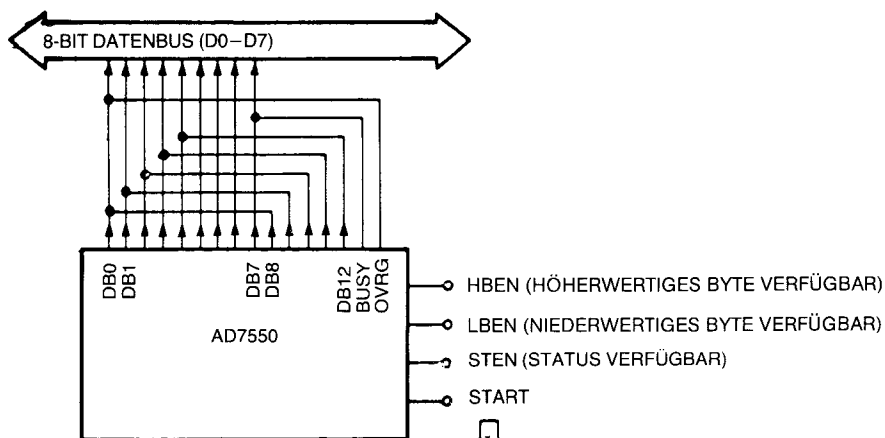 8-BIT DATENBUS (D0–D7)
DB0
DB1
DB7
DB8
DB12
BUSY
OVRG
AD7550
HBEN (HÖHERWERTIGES BYTE VERFÜGBAR)
LBEN (NIEDERWERTIGES BYTE VERFÜGBAR)
STEN (STATUS VERFÜGBAR)
START